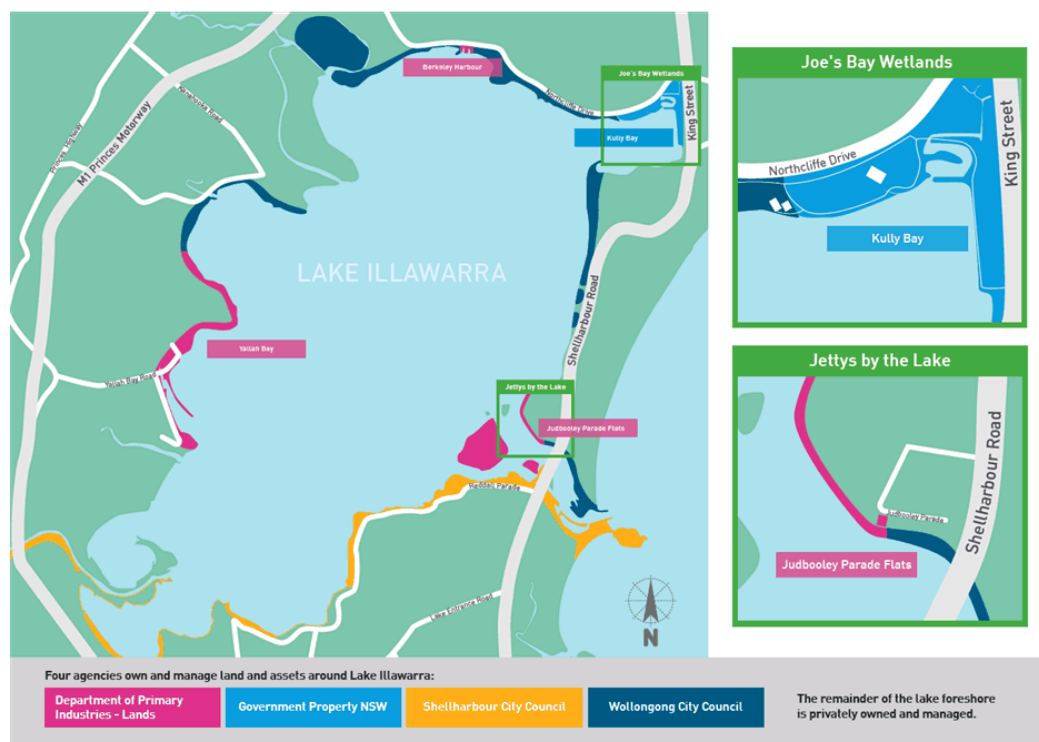 Berkeley Harbour
Joe's Bay Wetlands
Northcliffe Drive
King Street
Kully Bay
Kanahooka Road
Princes Highway
M1 Princes Motorway
LAKE ILLAWARRA
Shellharbour Road
Yallah Bay
Yallah Bay Road
Jettys by the Lake
Judbooley Parade Flats
Reddall Parade
Lake Entrance Road
N
Joe's Bay Wetlands
Northcliffe Drive
King Street
Kully Bay
Jettys by the Lake
Shellharbour Road
Judbooley Parade
Judbooley Parade Flats
Four agencies own and manage land and assets around Lake Illawarra:
Department of Primary
Industries - Lands
Government Property NSW
Shellharbour City Council
Wollongong City Council
The remainder of the lake foreshore
is privately owned and managed.